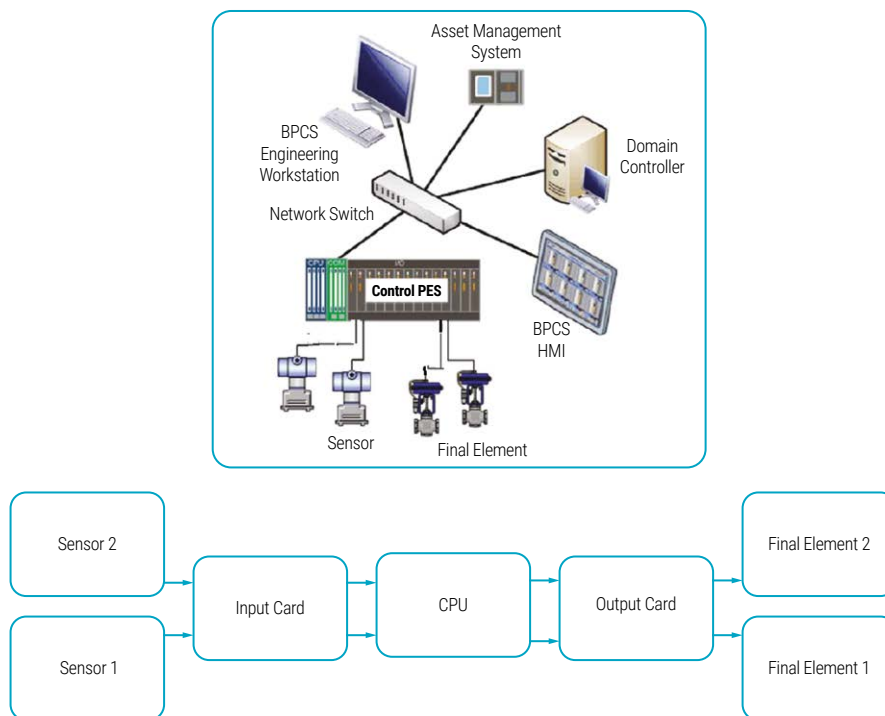 Asset Management
System
BPCS
Engineering
Workstation
Domain
Controller
Network Switch
CPU
COM
I/O
Control PES
BPCS
HMI
Sensor
Final Element
Sensor 2
Final Element 2
Input Card
CPU
Output Card
Sensor 1
Final Element 1